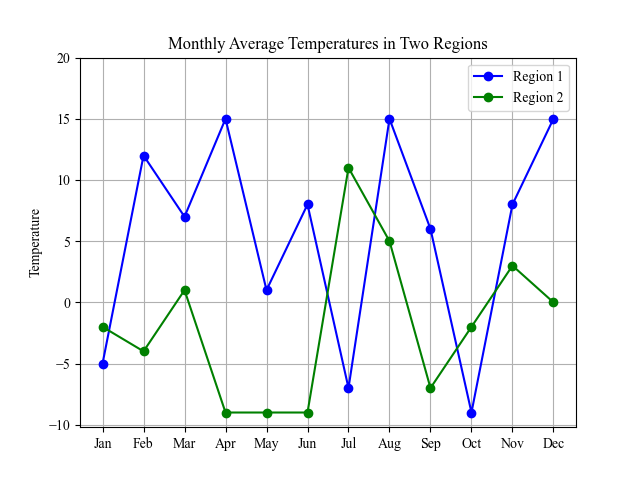 Monthly Average Temperatures in Two Regions
Region 1
Region 2
Temperature
20
15
10
5
0
−5
−10
Jan Feb Mar Apr May Jun Jul Aug Sep Oct Nov Dec